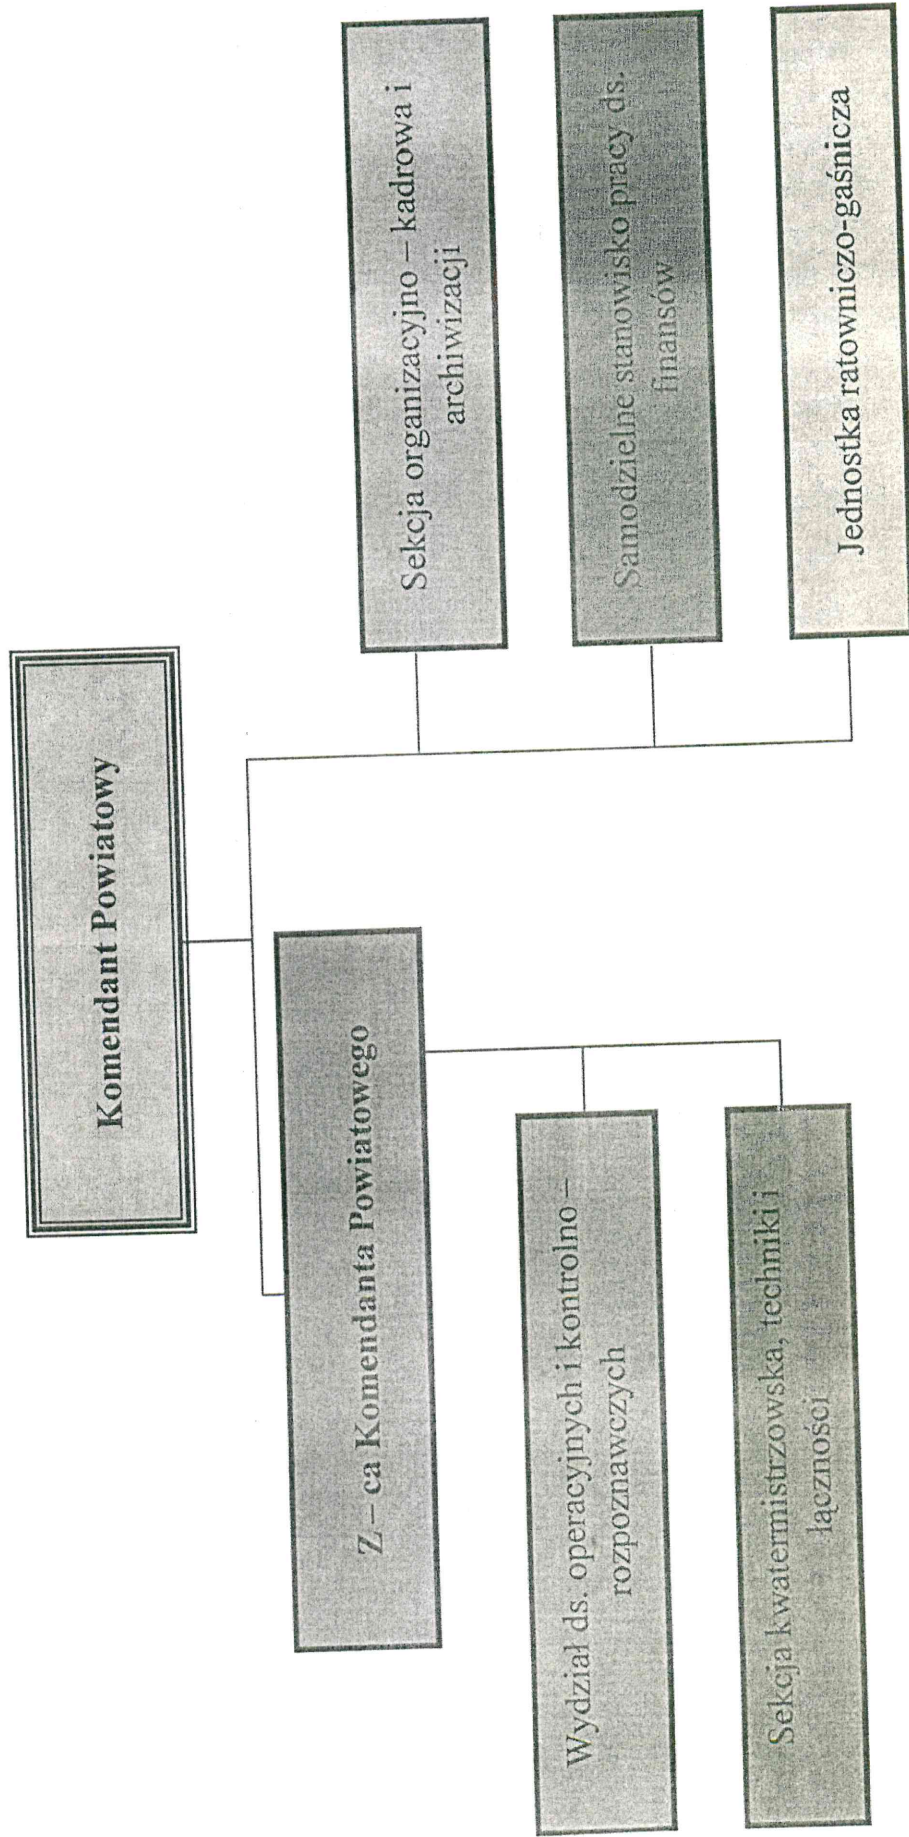 Komendant Powiatowy
Z – ca Komendanta Powiatowego
Wydział ds. operacyjnych i kontrolno –
rozpoznawczych
Sekcja kwatermistrzowska, techniki i
łączności
Sekcja organizacyjno – kadrowa i
archiwizacji
Samodzielne stanowisko pracy ds.
finansów
Jednostka ratowniczo-gaśnicza